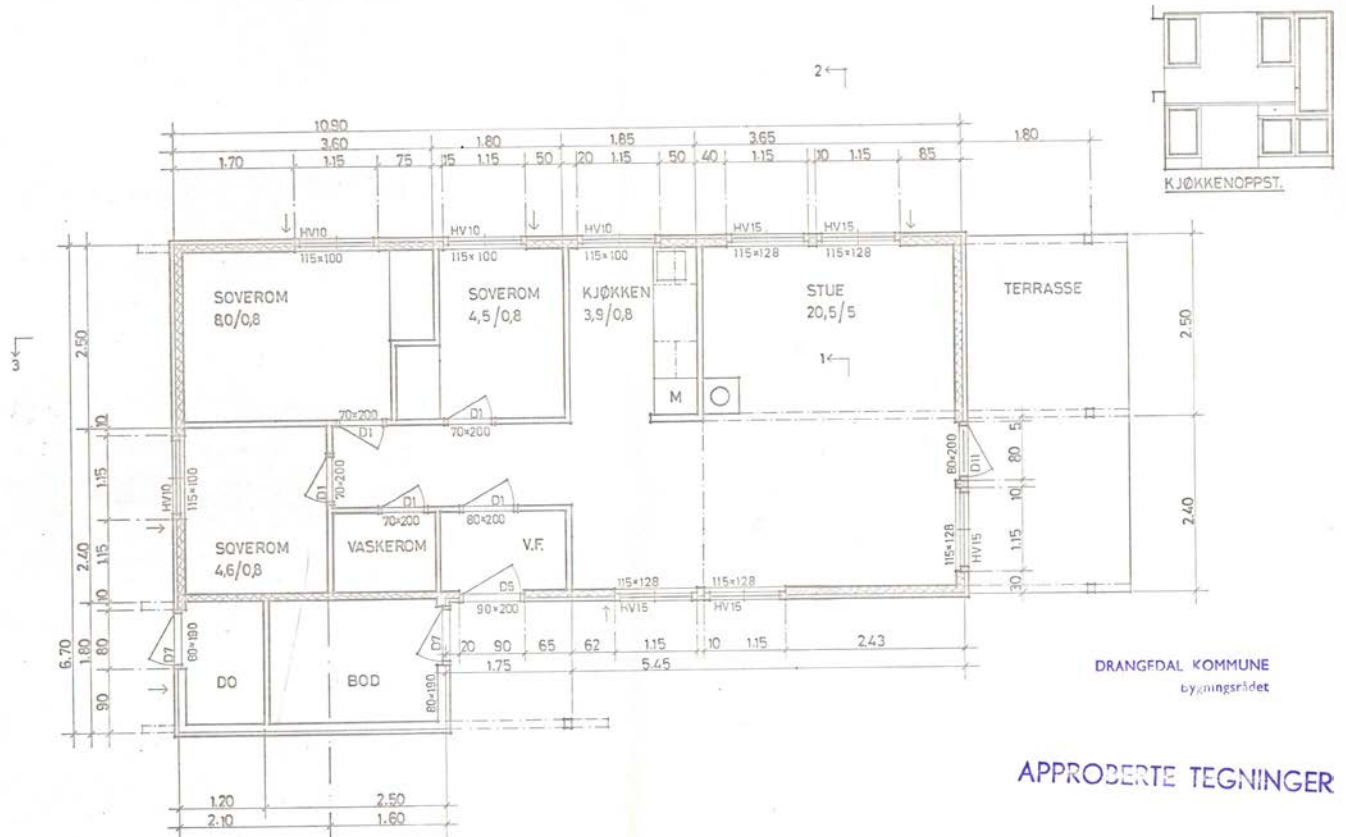 2
KJØKKENOPPST.
10.90
3.60 1.80 1.85 3.65 1.80
1.70 1.15 75 15 1.15 50 20 1.15 50 40 1.15 10 1.15 85
HV10 HV10 HV10 HV15 HV15
115×100 115×100 115×100 115×128 115×128
SOVEROM
8,0/0,8
SOVEROM
4,5/0,8
KJØKKEN
3,9/0,8
STUE
20,5/5
TERRASSE
3
1
2.50
2.50
M
70×200 D1
D1 70×200
10
5
80
80×200
D11
10
1.15
115×128
HV15
30
2.40
1.15
HV10
115×100
D1
70×200
D1 D1
70×200 80×200
SOVEROM
4,6/0,8
VASKEROM
V.F.
2.40
1.15
10
D5
90×200
115×128 115×128
HV15 HV15
6.70
1.80
80
90
D7
80×190
DO
BOD
D7
80×190
20 90 65 62 1.15 10 1.15 2.43
1.75 5.45
DRANGEDAL KOMMUNE
bygningsrådet
APPROBERTE TEGNINGER
1.20 2.50
2.10 1.60